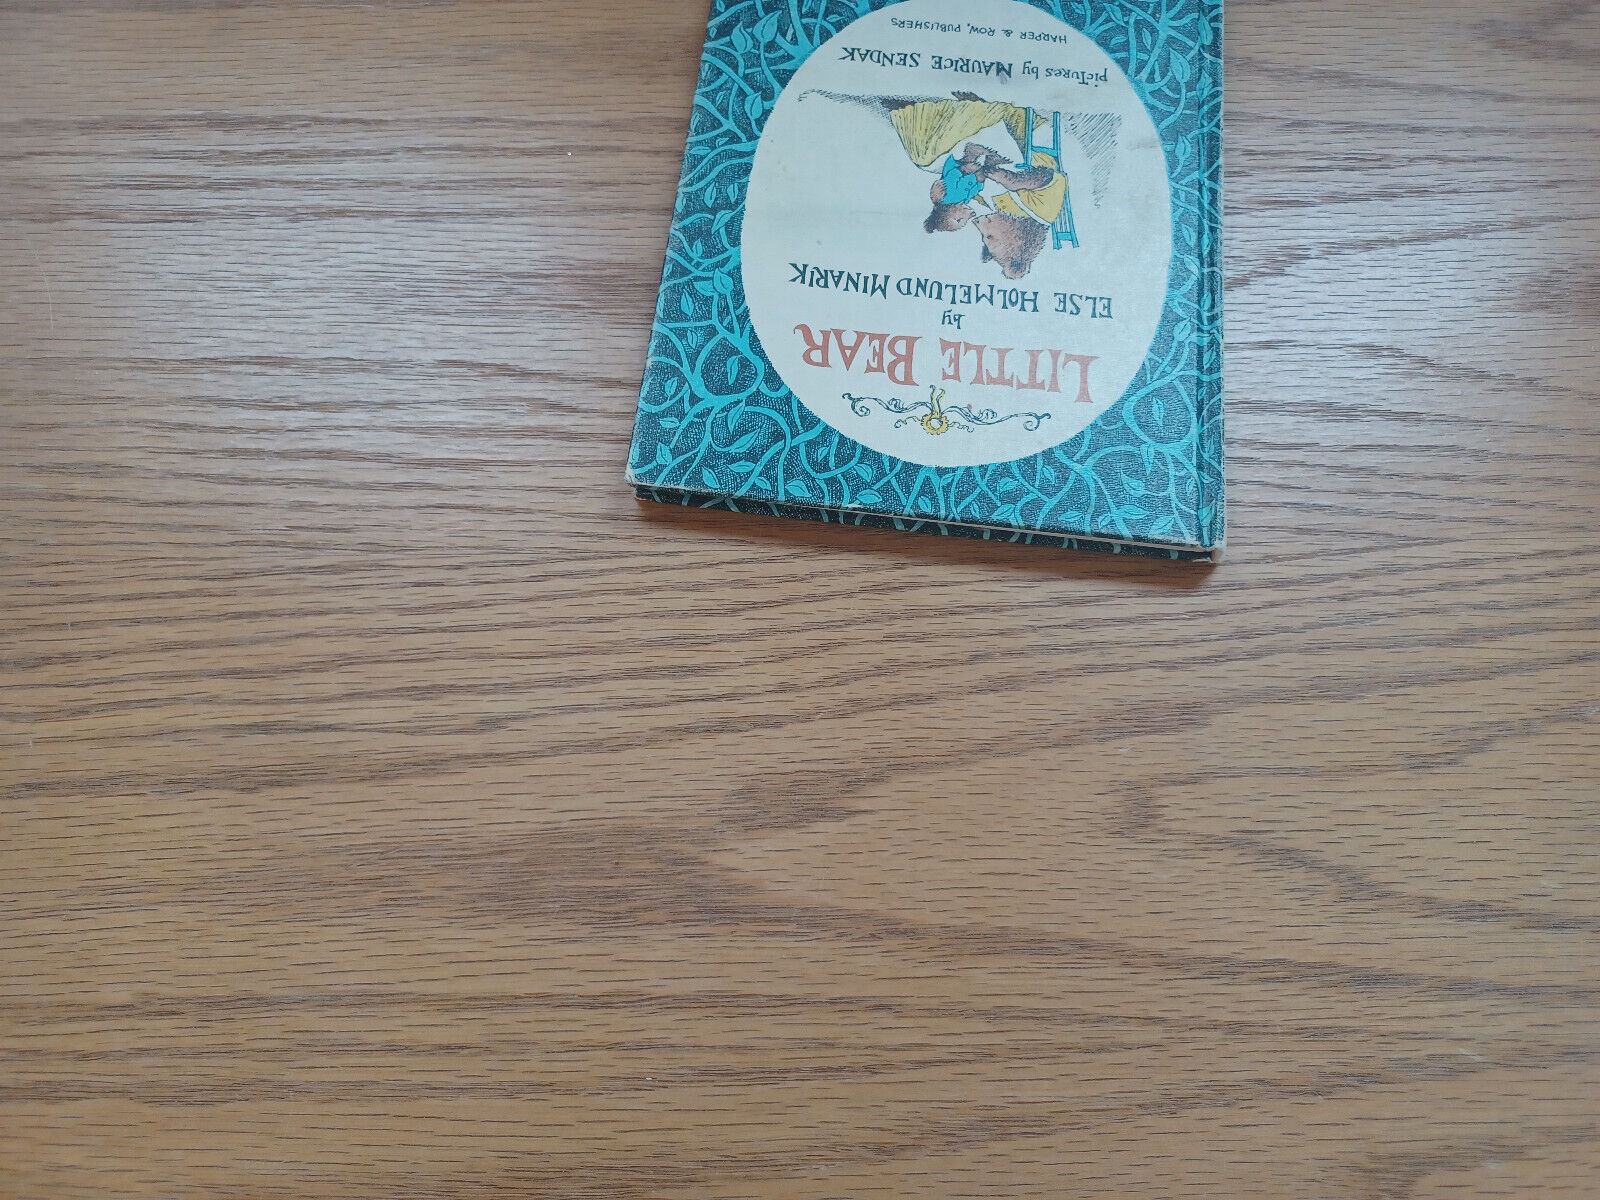 LITTLE BEAR
by
ELSE HOLMELUND MINARIK
picTures by MAURICE SENDAK
HARPER & ROW, PUBLISHERS